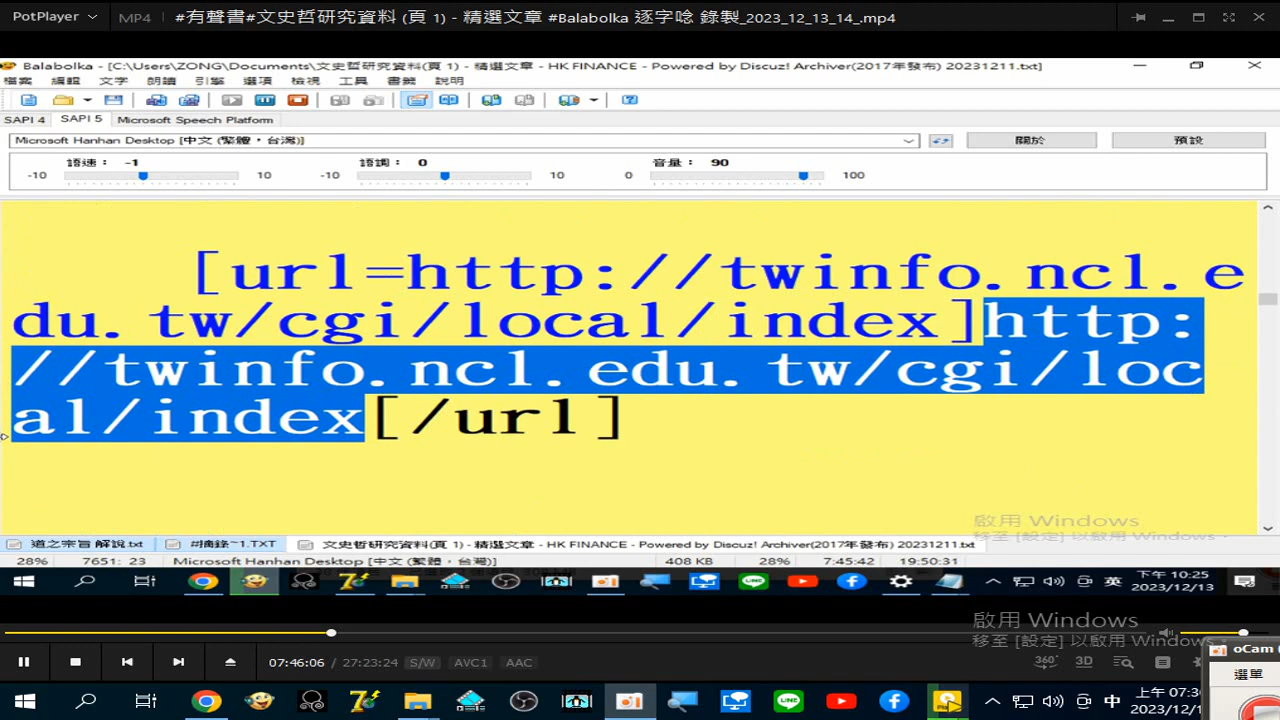 PotPlayer MP4 #有聲書#文史哲研究資料 (頁 1) - 精選文章 #Balabolka 逐字唸 錄製_2023_12_13_14_.mp4
Balabolka - [C:\Users\ZONG\Documents\文史哲研究資料(頁 1) - 精選文章 - HK FINANCE - Powered by Discuz! Archiver(2017年發布) 20231211.txt]
檔案 編輯 文字 朗讀 引擎 選項 檢視 工具 書籤 說明
SAPI 4 SAPI 5 Microsoft Speech Platform
Microsoft Hanhan Desktop [中文 (繁體，台灣)] 關於 預設
語速： -1 語調： 0 音量： 90
-10 10 -10 10 0 100
[url=http://twinfo.ncl.e
du.tw/cgi/local/index]http:
//twinfo.ncl.edu.tw/cgi/loc
al/index[/url]
啟用 Windows
移至 [設定] 以啟用 Windows
道之宗旨 解說.txt #摘錄~1.TXT 文史哲研究資料(頁 1) - 精選文章 - HK FINANCE - Powered by Discuz! Archiver(2017年發布) 20231211.txt
28% 7651: 23 Microsoft Hanhan Desktop [中文 (繁體，台灣)] 408 KB 28% 7:45:42 19:50:31
英 下午 10:25
2023/12/13
啟用 Windows
移至 [設定] 以啟用 Windows
07:46:06 / 27:23:24 S/W AVC1 AAC 360° 3D
oCam (
選單
中 上午 07:3
2023/12/1